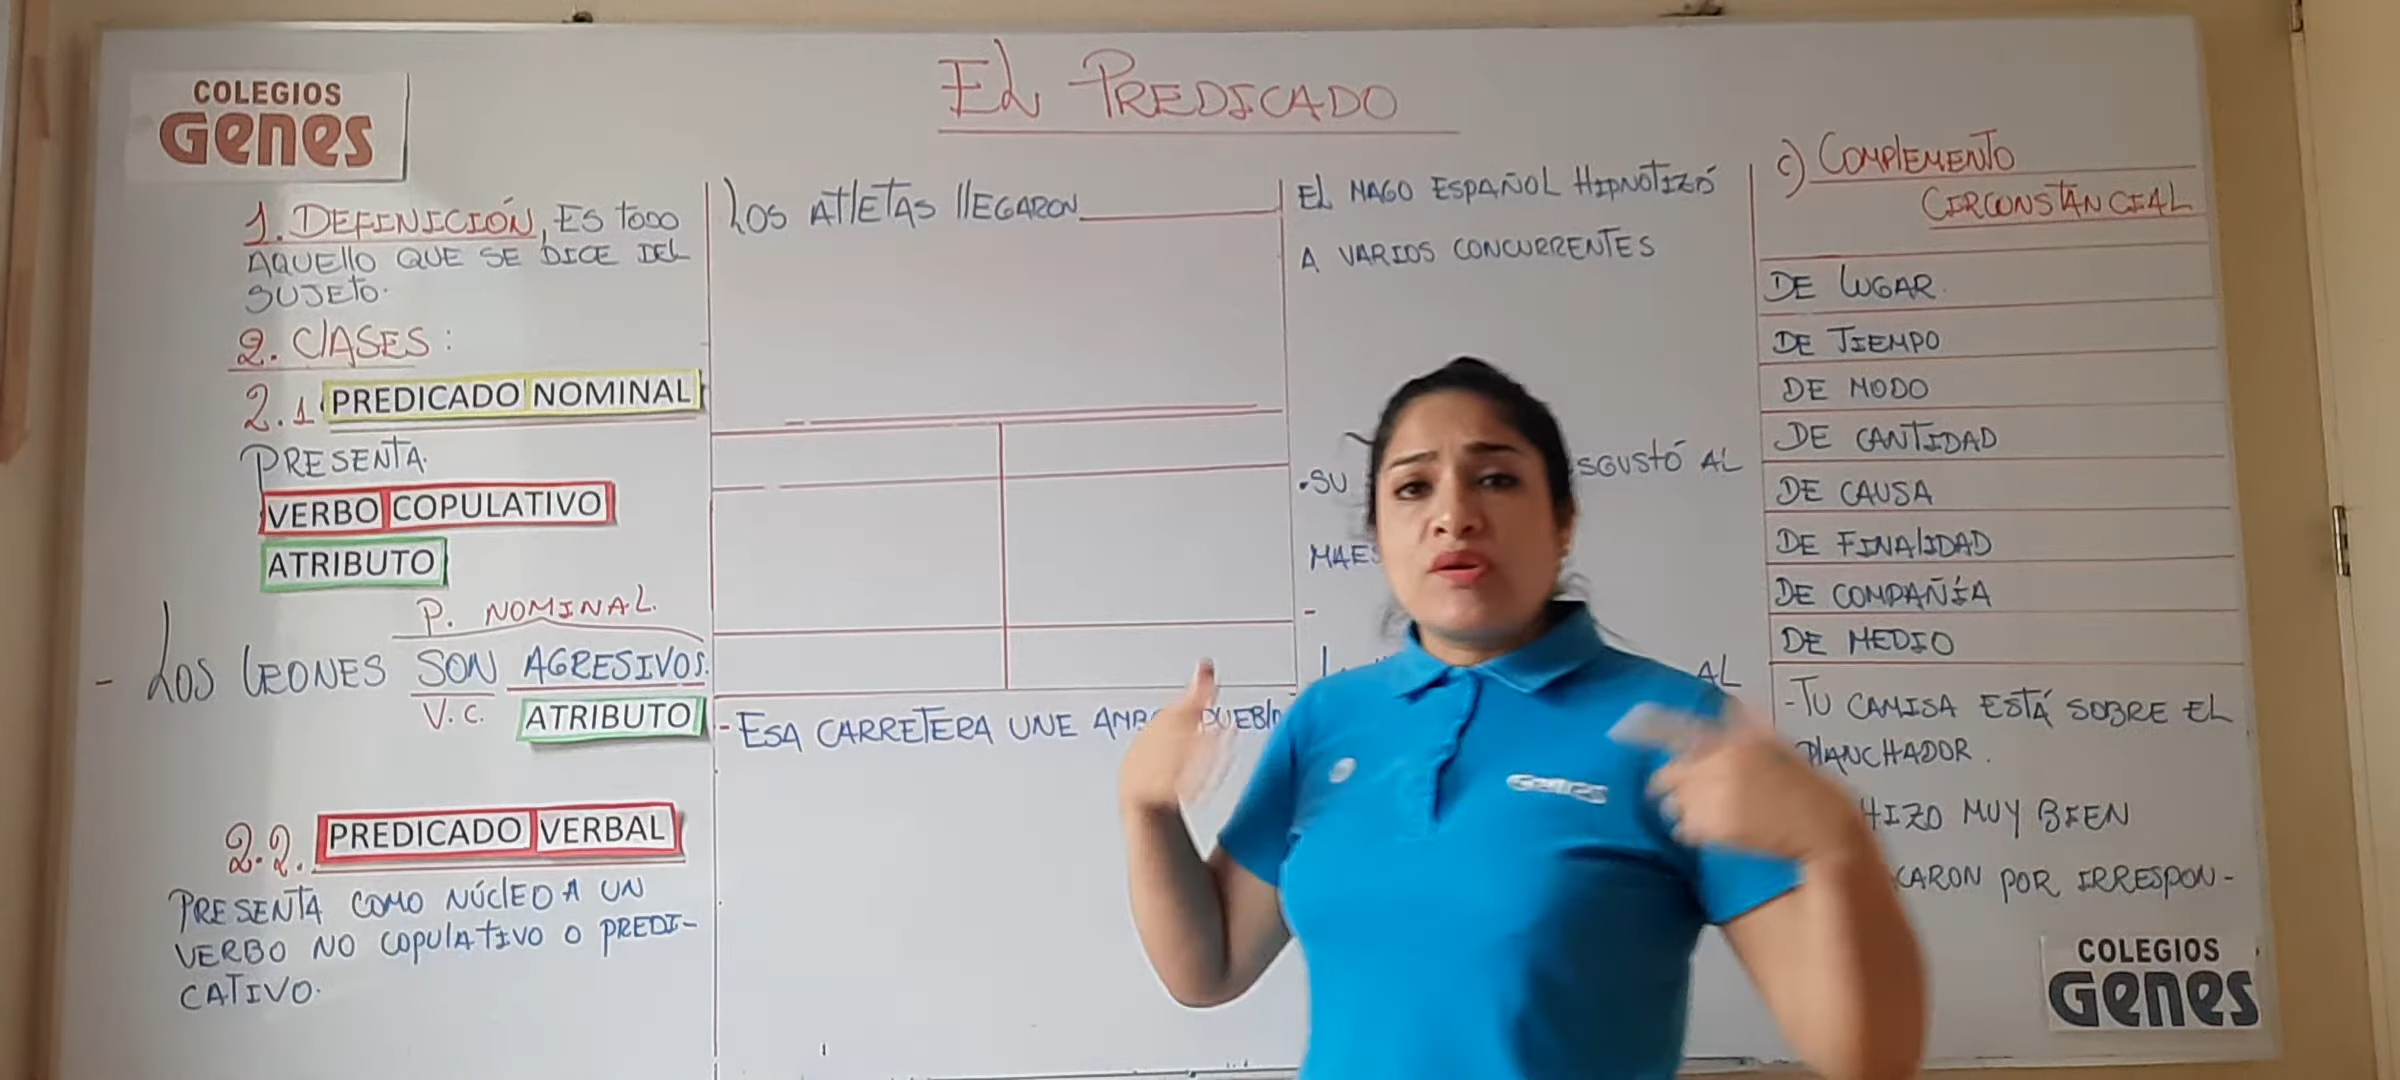 COLEGIOS
Genes
EL PREDICADO
1. DEFINICIÓN, ES TODO
AQUELLO QUE SE DICE DEL
SUJETO.
2. CLASES:
2.1. PREDICADO NOMINAL
PRESENTA.
VERBO COPULATIVO
ATRIBUTO
P. NOMINAL.
- LOS LEONES SON AGRESIVOS.
V.C. ATRIBUTO
2.2. PREDICADO VERBAL
PRESENTA COMO NÚCLEO A UN
VERBO NO COPULATIVO O PREDI-
CATIVO.
LOS ATLETAS LLEGARON
- ESA CARRETERA UNE
EL MAGO ESPAÑOL HIPNOTIZÓ
A VARIOS CONCURRENTES
SU AL
AL
C) COMPLEMENTO
CIRCUNSTANCIAL
DE LUGAR.
DE TIEMPO
DE MODO
DE CANTIDAD
DE CAUSA
DE FINALIDAD
DE COMPAÑÍA
DE MEDIO
- TU CAMISA ESTÁ SOBRE EL
PLANCHADOR.
HIZO MUY BIEN
POR IRRESPON-
COLEGIOS
Genes
Genes